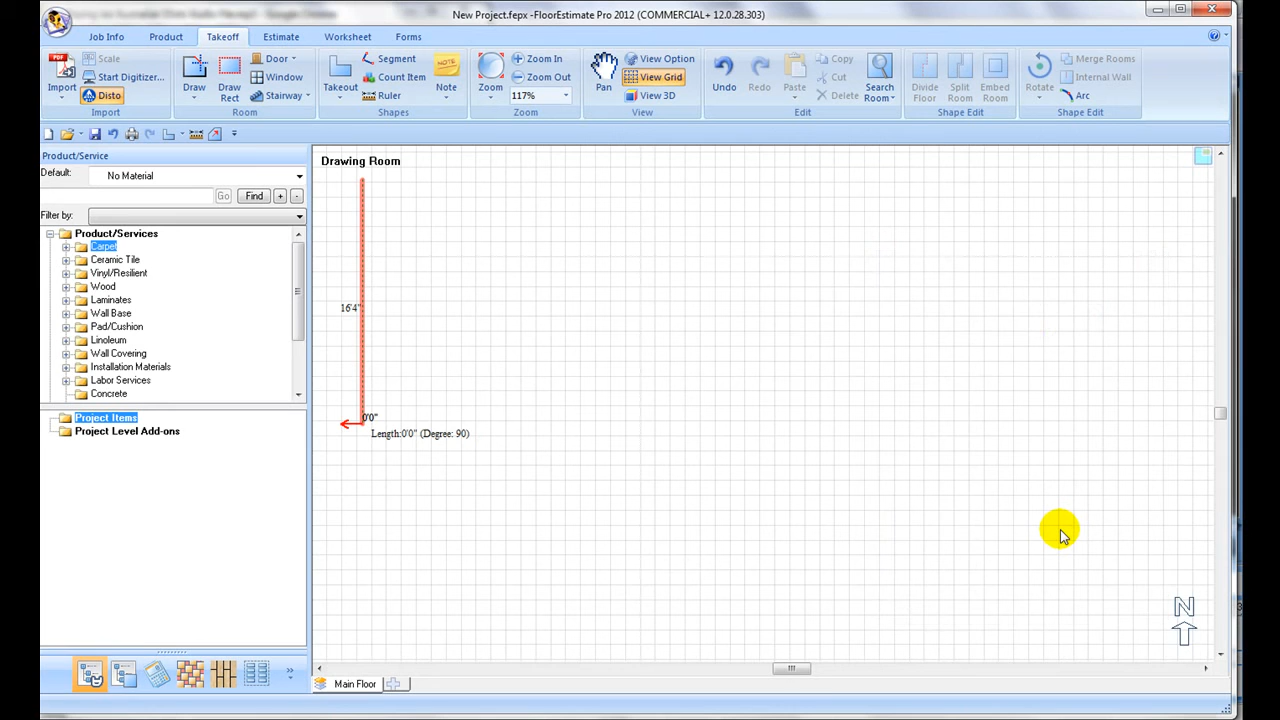 New Project.fepx -FloorEstimate Pro 2012 (COMMERCIAL+ 12.0.28.303)
Job Info Product Takeoff Estimate Worksheet Forms
PDF Import Scale Start Digitizer... Disto Import
Draw Draw Rect Door Window Stairway Room
Takeout Segment Count Item Ruler NOTE Note Shapes
Zoom Zoom In Zoom Out 117% Zoom
Pan View Option View Grid View 3D View
Undo Redo Paste Copy Cut Delete Search Room Edit
Divide Floor Split Room Embed Room Shape Edit
Rotate Merge Rooms Internal Wall Arc Shape Edit
Product/Service
Default: No Material
Go Find + -
Filter by:
Product/Services
Carpet
Ceramic Tile
Vinyl/Resilient
Wood
Laminates
Wall Base
Pad/Cushion
Linoleum
Wall Covering
Installation Materials
Labor Services
Concrete
Project Items
Project Level Add-ons
Drawing Room
16'4"
0'0"
Length:0'0" (Degree: 90)
N
Main Floor